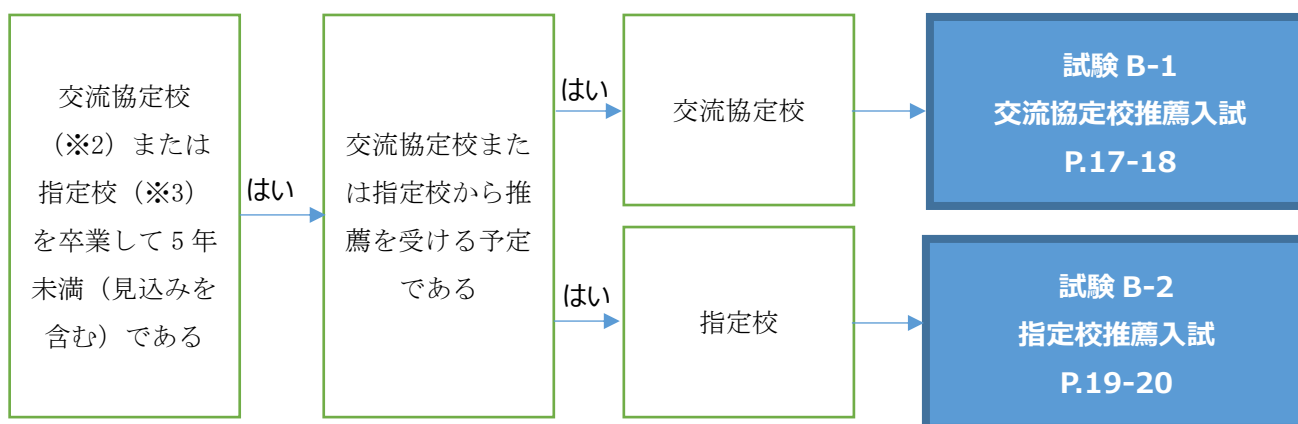 交流協定校
（※2）または
指定校（※3）
を卒業して5年
未満（見込みを
含む）である
はい
交流協定校また
は指定校から推
薦を受ける予定
である
はい
交流協定校
試験 B-1
交流協定校推薦入試
P.17-18
はい
指定校
試験 B-2
指定校推薦入試
P.19-20